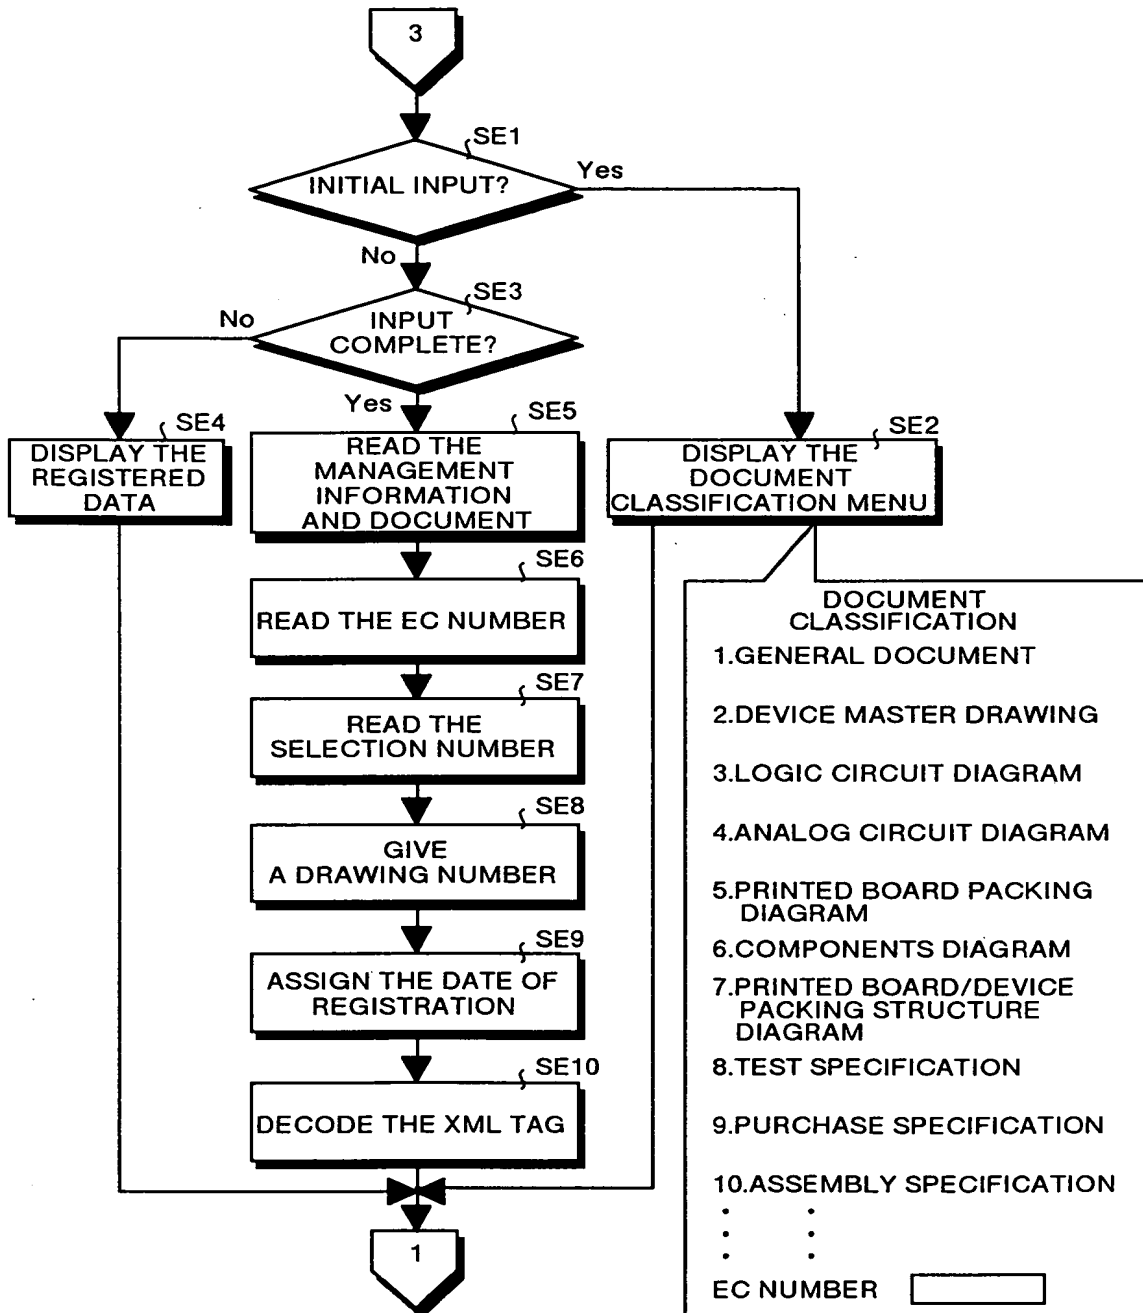 3
SE1
INITIAL INPUT?
Yes
No
SE3
INPUT
COMPLETE?
No
Yes
SE4
DISPLAY THE
REGISTERED
DATA
SE5
READ THE
MANAGEMENT
INFORMATION
AND DOCUMENT
SE2
DISPLAY THE
DOCUMENT
CLASSIFICATION MENU
SE6
READ THE EC NUMBER
SE7
READ THE
SELECTION NUMBER
SE8
GIVE
A DRAWING NUMBER
SE9
ASSIGN THE DATE OF
REGISTRATION
SE10
DECODE THE XML TAG
1
DOCUMENT
CLASSIFICATION
1.GENERAL DOCUMENT
2.DEVICE MASTER DRAWING
3.LOGIC CIRCUIT DIAGRAM
4.ANALOG CIRCUIT DIAGRAM
5.PRINTED BOARD PACKING
DIAGRAM
6.COMPONENTS DIAGRAM
7.PRINTED BOARD/DEVICE
PACKING STRUCTURE
DIAGRAM
8.TEST SPECIFICATION
9.PURCHASE SPECIFICATION
10.ASSEMBLY SPECIFICATION
EC NUMBER